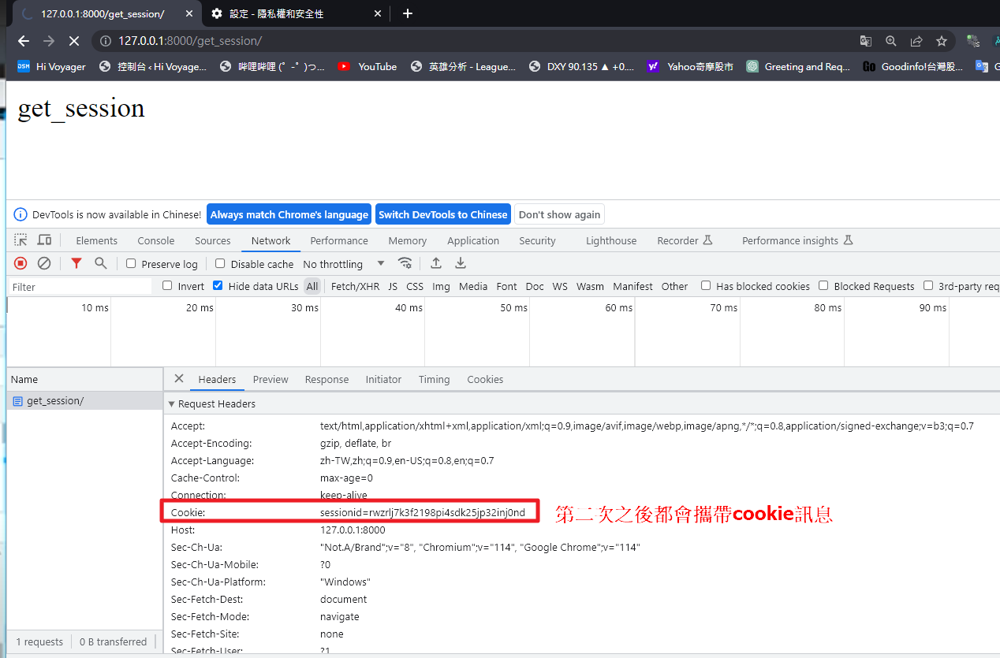 127.0.0.1:8000/get_session/
設定 - 隱私權和安全性
127.0.0.1:8000/get_session/
Hi Voyager 控制台 ‹ Hi Voyage... 嗶哩嗶哩 (゜-゜)つ... YouTube 英雄分析 - League... DXY 90.135 ▲ +0.... Yahoo奇摩股市 Greeting and Req... Goodinfo!台灣股...
get_session
DevTools is now available in Chinese! Always match Chrome's language Switch DevTools to Chinese Don't show again
Elements Console Sources Network Performance Memory Application Security Lighthouse Recorder Performance insights
Preserve log Disable cache No throttling
Filter Invert Hide data URLs All Fetch/XHR JS CSS Img Media Font Doc WS Wasm Manifest Other Has blocked cookies Blocked Requests 3rd-party req
10 ms 20 ms 30 ms 40 ms 50 ms 60 ms 70 ms 80 ms 90 ms
Name
get_session/
Headers Preview Response Initiator Timing Cookies
Request Headers
Accept: text/html,application/xhtml+xml,application/xml;q=0.9,image/avif,image/webp,image/apng,*/*;q=0.8,application/signed-exchange;v=b3;q=0.7
Accept-Encoding: gzip, deflate, br
Accept-Language: zh-TW,zh;q=0.9,en-US;q=0.8,en;q=0.7
Cache-Control: max-age=0
Connection: keep-alive
Cookie: sessionid=rwzrlj7k3f2198pi4sdk25jp32inj0nd
第二次之後都會攜帶cookie訊息
Host: 127.0.0.1:8000
Sec-Ch-Ua: "Not.A/Brand";v="8", "Chromium";v="114", "Google Chrome";v="114"
Sec-Ch-Ua-Mobile: ?0
Sec-Ch-Ua-Platform: "Windows"
Sec-Fetch-Dest: document
Sec-Fetch-Mode: navigate
Sec-Fetch-Site: none
Sec-Fetch-User: ?1
1 requests 0 B transferred